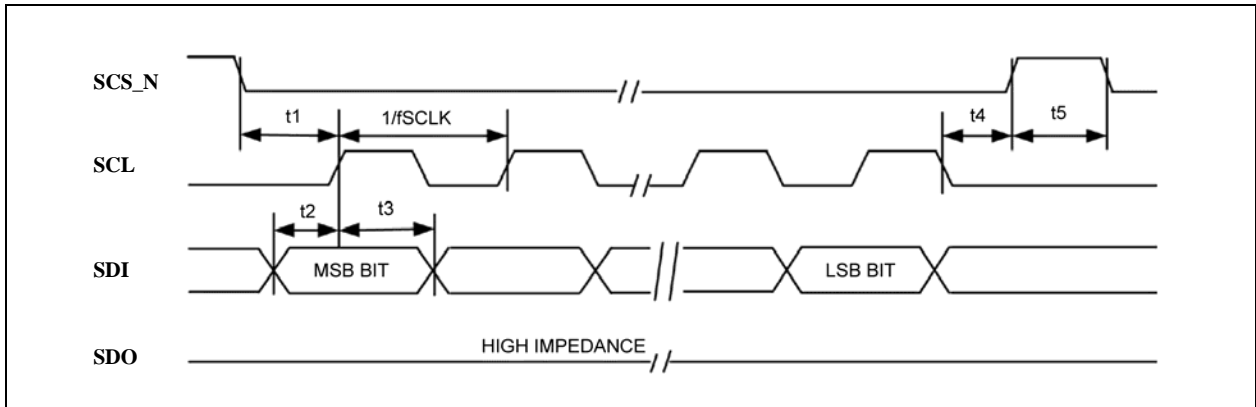 SCS_N
t1
1/fSCLK
t4
t5
SCL
t2
t3
SDI
MSB BIT
LSB BIT
SDO
HIGH IMPEDANCE